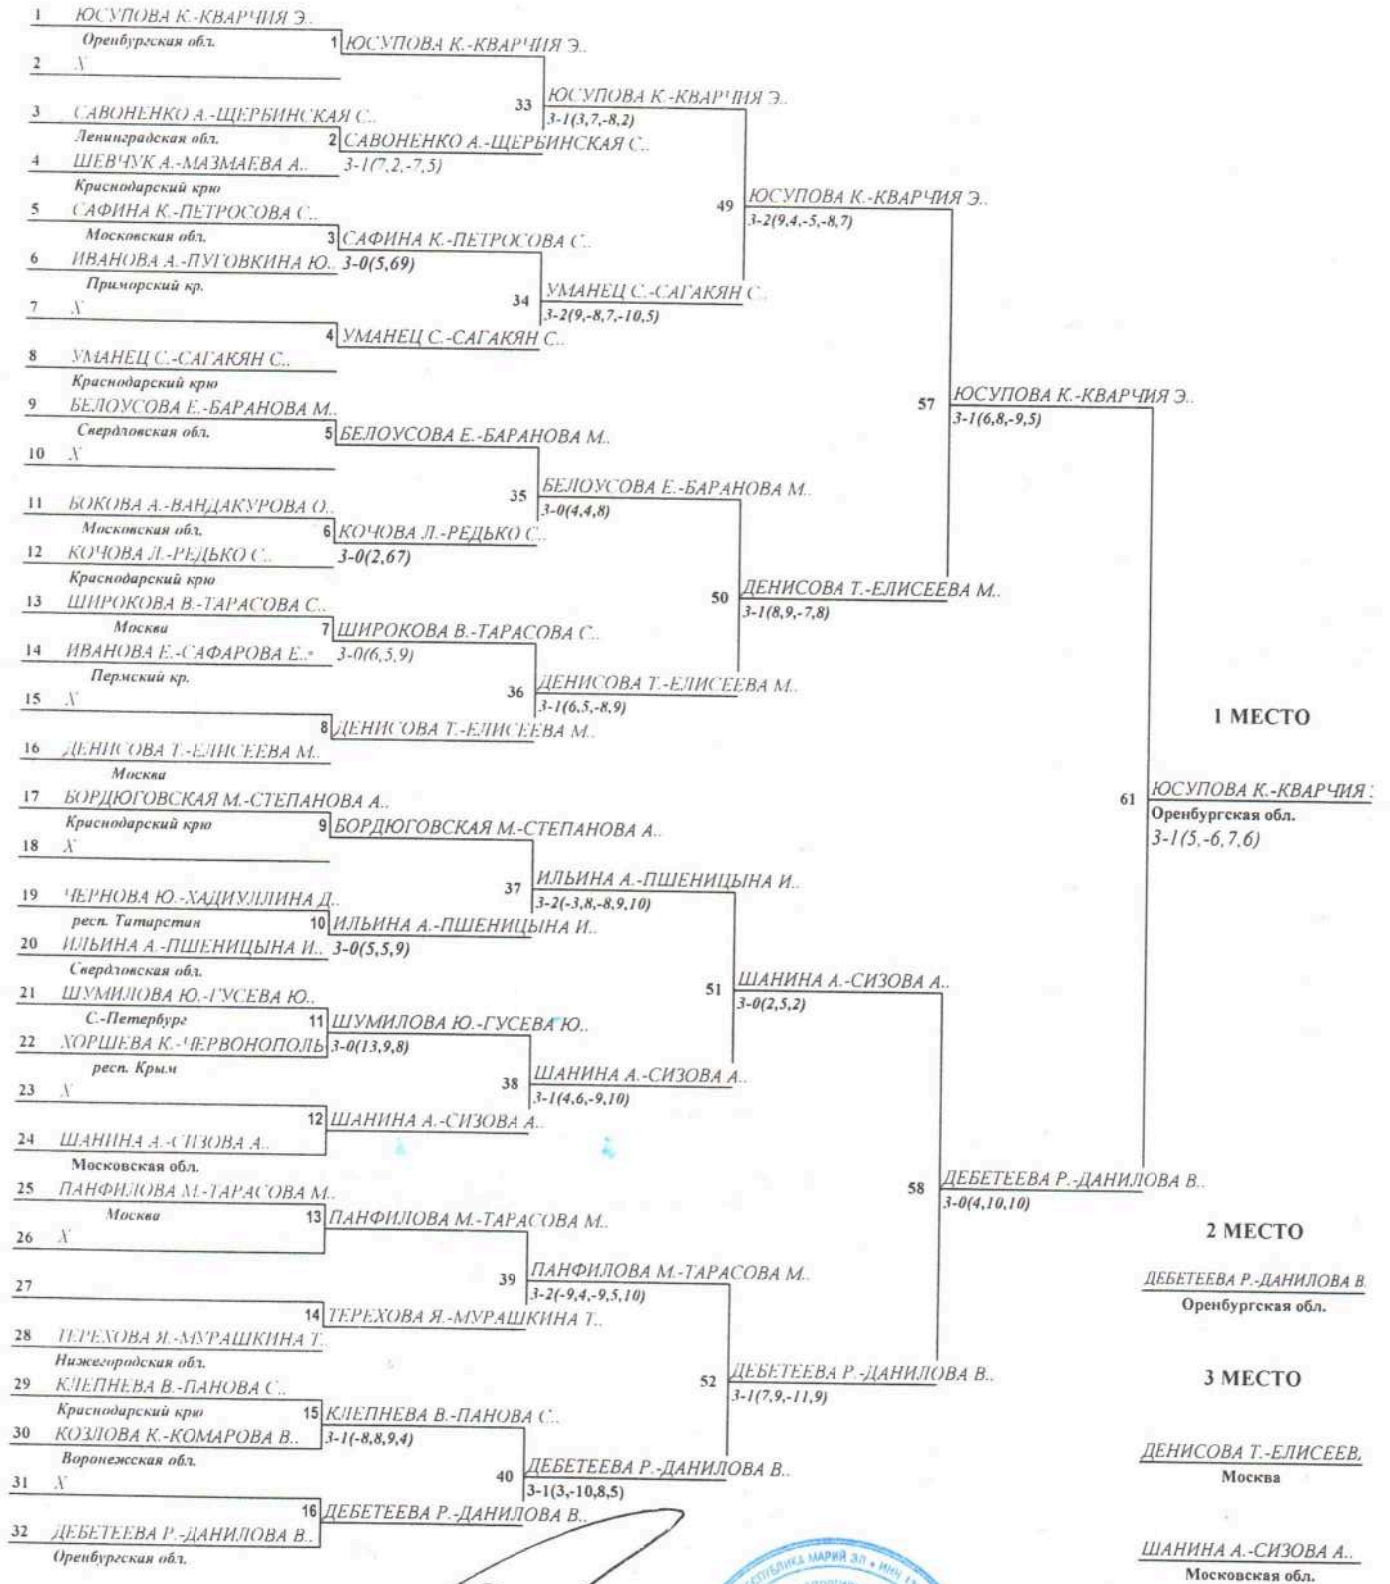 1 ЮСУПОВА К.-КВАРЧИЯ Э..
Оренбургская обл.
1 ЮСУПОВА К.-КВАРЧИЯ Э..
2 X
33 ЮСУПОВА К.-КВАРЧИЯ Э..
3-1(3,7,-8,2)
3 САВОНЕНКО А.-ЩЕРБИНСКАЯ С..
Ленинградская обл.
2 САВОНЕНКО А.-ЩЕРБИНСКАЯ С..
3-1(7,2,-7,5)
4 ШЕВЧУК А.-МАЗМАЕВА А..
Краснодарский крю
49 ЮСУПОВА К.-КВАРЧИЯ Э..
3-2(9,4,-5,-8,7)
5 САФИНА К.-ПЕТРОСОВА С..
Московская обл.
3 САФИНА К.-ПЕТРОСОВА С..
3-0(5,69)
6 ИВАНОВА А.-ПУГОВКИНА Ю..
Приморский кр.
34 УМАНЕЦ С.-САГАКЯН С..
3-2(9,-8,7,-10,5)
7 X
4 УМАНЕЦ С.-САГАКЯН С..
8 УМАНЕЦ С.-САГАКЯН С..
Краснодарский крю
57 ЮСУПОВА К.-КВАРЧИЯ Э..
3-1(6,8,-9,5)
9 БЕЛОУСОВА Е.-БАРАНОВА М..
Свердловская обл.
5 БЕЛОУСОВА Е.-БАРАНОВА М..
10 X
35 БЕЛОУСОВА Е.-БАРАНОВА М..
3-0(4,4,8)
11 БОКОВА А.-ВАНДАКУРОВА О..
Московская обл.
6 КОЧОВА Л.-РЕДЬКО С..
3-0(2,67)
12 КОЧОВА Л.-РЕДЬКО С..
Краснодарский крю
50 ДЕНИСОВА Т.-ЕЛИСЕЕВА М..
3-1(8,9,-7,8)
13 ШИРОКОВА В.-ТАРАСОВА С..
Москва
7 ШИРОКОВА В.-ТАРАСОВА С..
3-0(6,5,9)
14 ИВАНОВА Е.-САФАРОВА Е..
Пермский кр.
36 ДЕНИСОВА Т.-ЕЛИСЕЕВА М..
3-1(6,5,-8,9)
15 X
8 ДЕНИСОВА Т.-ЕЛИСЕЕВА М..
16 ДЕНИСОВА Т.-ЕЛИСЕЕВА М..
Москва
1 МЕСТО
61 ЮСУПОВА К.-КВАРЧИЯ
Оренбургская обл.
3-1(5,-6,7,6)
17 БОРДЮГОВСКАЯ М.-СТЕПАНОВА А..
Краснодарский крю
9 БОРДЮГОВСКАЯ М.-СТЕПАНОВА А..
18 X
37 ИЛЬИНА А.-ПШЕНИЦЫНА И..
3-2(-3,8,-8,9,10)
19 ЧЕРНОВА Ю.-ХАДИУЛЛИНА Д..
респ. Татарстан
10 ИЛЬИНА А.-ПШЕНИЦЫНА И..
3-0(5,5,9)
20 ИЛЬИНА А.-ПШЕНИЦЫНА И..
Свердловская обл.
51 ШАНИНА А.-СИЗОВА А..
3-0(2,5,2)
21 ШУМИЛОВА Ю.-ГУСЕВА Ю..
С.-Петербург
11 ШУМИЛОВА Ю.-ГУСЕВА Ю..
3-0(13,9,8)
22 ХОРШЕВА К.-ЧЕРВОНОПОЛЬ
респ. Крым
38 ШАНИНА А.-СИЗОВА А..
3-1(4,6,-9,10)
23 X
12 ШАНИНА А.-СИЗОВА А..
24 ШАНИНА А.-СИЗОВА А..
Московская обл.
58 ДЕБЕТЕЕВА Р.-ДАНИЛОВА В..
3-0(4,10,10)
25 ПАНФИЛОВА М.-ТАРАСОВА М..
Москва
13 ПАНФИЛОВА М.-ТАРАСОВА М..
26 X
2 МЕСТО
ДЕБЕТЕЕВА Р.-ДАНИЛОВА В.
Оренбургская обл.
39 ПАНФИЛОВА М.-ТАРАСОВА М..
3-2(-9,4,-9,5,10)
27
14 ТЕРЕХОВА Я.-МУРАШКИНА Т..
28 ТЕРЕХОВА Я.-МУРАШКИНА Т..
Нижегородская обл.
52 ДЕБЕТЕЕВА Р.-ДАНИЛОВА В..
3-1(7,9,-11,9)
3 МЕСТО
29 КЛЕПНЕВА В.-ПАНОВА С..
Краснодарский крю
15 КЛЕПНЕВА В.-ПАНОВА С..
3-1(-8,8,9,4)
30 КОЗЛОВА К.-КОМАРОВА В..
Воронежская обл.
40 ДЕБЕТЕЕВА Р.-ДАНИЛОВА В..
3-1(3,-10,8,5)
ДЕНИСОВА Т.-ЕЛИСЕЕВ
Москва
31 X
16 ДЕБЕТЕЕВА Р.-ДАНИЛОВА В..
32 ДЕБЕТЕЕВА Р.-ДАНИЛОВА В..
Оренбургская обл.
ШАНИНА А.-СИЗОВА А..
Московская обл.
МАРИЙ ЭЛ • ИНН